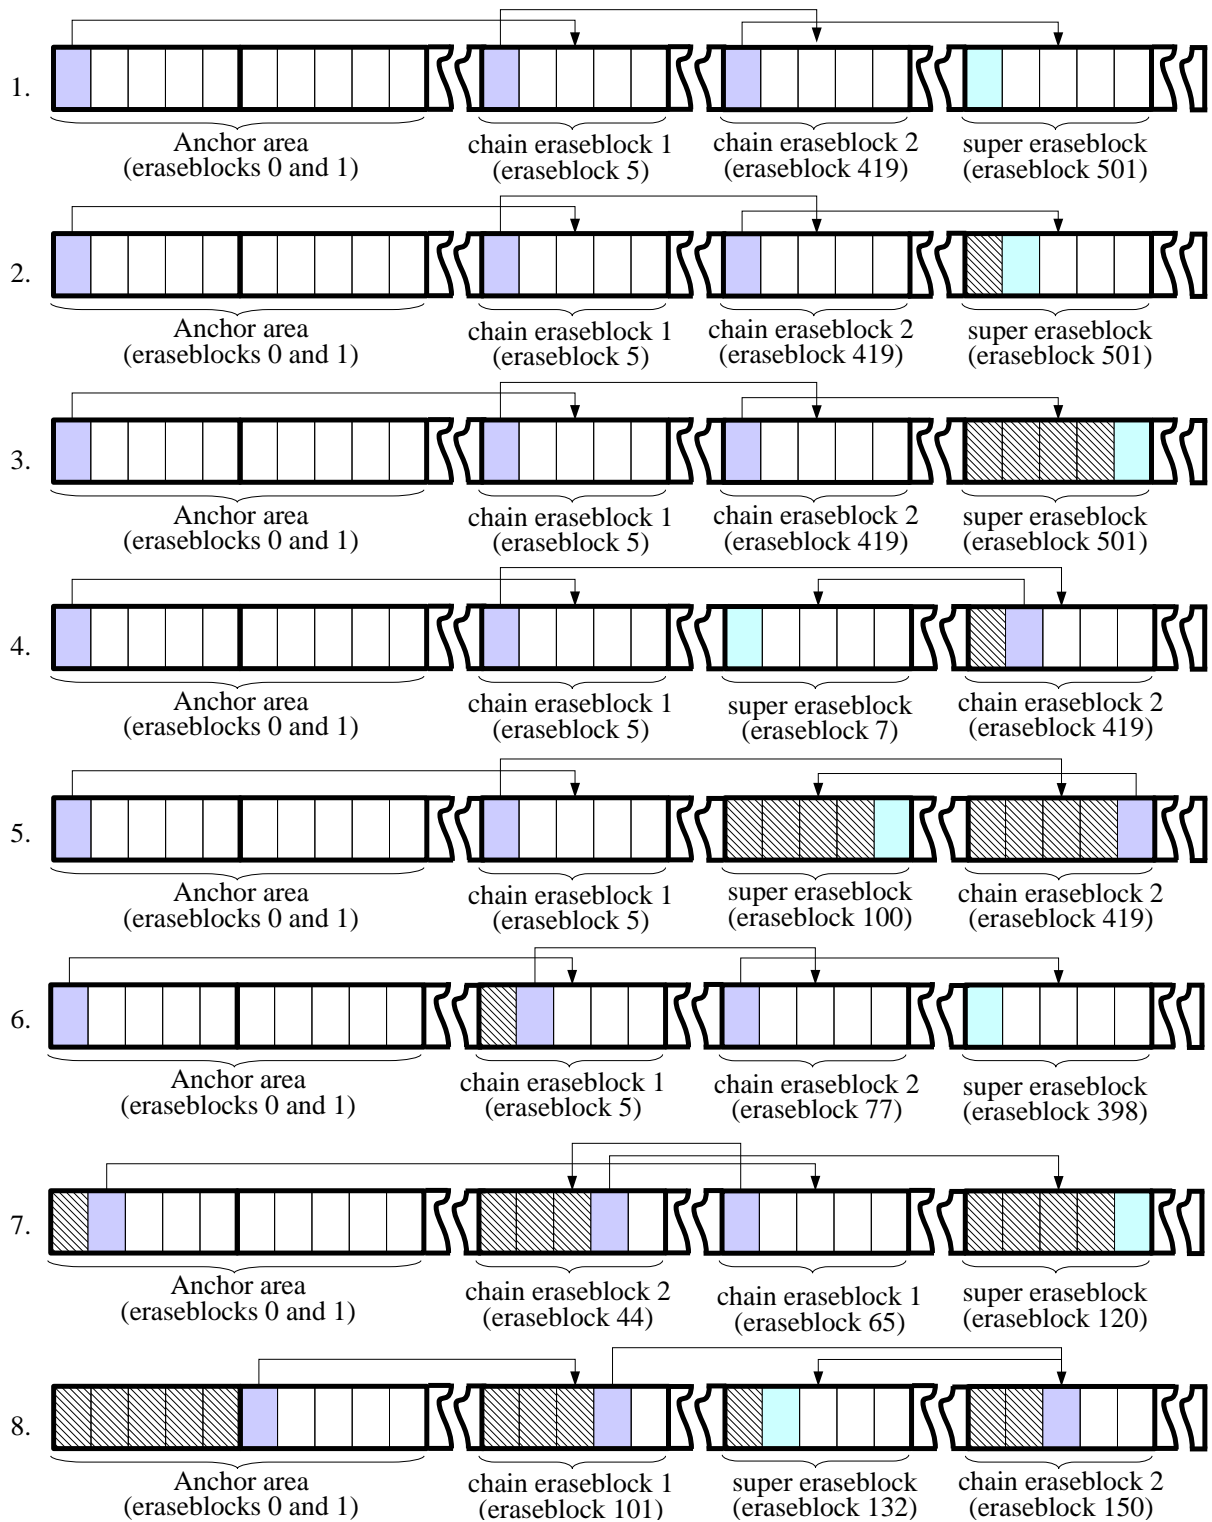 1.
Anchor area
(eraseblocks 0 and 1)
chain eraseblock 1
(eraseblock 5)
chain eraseblock 2
(eraseblock 419)
super eraseblock
(eraseblock 501)
2.
Anchor area
(eraseblocks 0 and 1)
chain eraseblock 1
(eraseblock 5)
chain eraseblock 2
(eraseblock 419)
super eraseblock
(eraseblock 501)
3.
Anchor area
(eraseblocks 0 and 1)
chain eraseblock 1
(eraseblock 5)
chain eraseblock 2
(eraseblock 419)
super eraseblock
(eraseblock 501)
4.
Anchor area
(eraseblocks 0 and 1)
chain eraseblock 1
(eraseblock 5)
super eraseblock
(eraseblock 7)
chain eraseblock 2
(eraseblock 419)
5.
Anchor area
(eraseblocks 0 and 1)
chain eraseblock 1
(eraseblock 5)
super eraseblock
(eraseblock 100)
chain eraseblock 2
(eraseblock 419)
6.
Anchor area
(eraseblocks 0 and 1)
chain eraseblock 1
(eraseblock 5)
chain eraseblock 2
(eraseblock 77)
super eraseblock
(eraseblock 398)
7.
Anchor area
(eraseblocks 0 and 1)
chain eraseblock 2
(eraseblock 44)
chain eraseblock 1
(eraseblock 65)
super eraseblock
(eraseblock 120)
8.
Anchor area
(eraseblocks 0 and 1)
chain eraseblock 1
(eraseblock 101)
super eraseblock
(eraseblock 132)
chain eraseblock 2
(eraseblock 150)